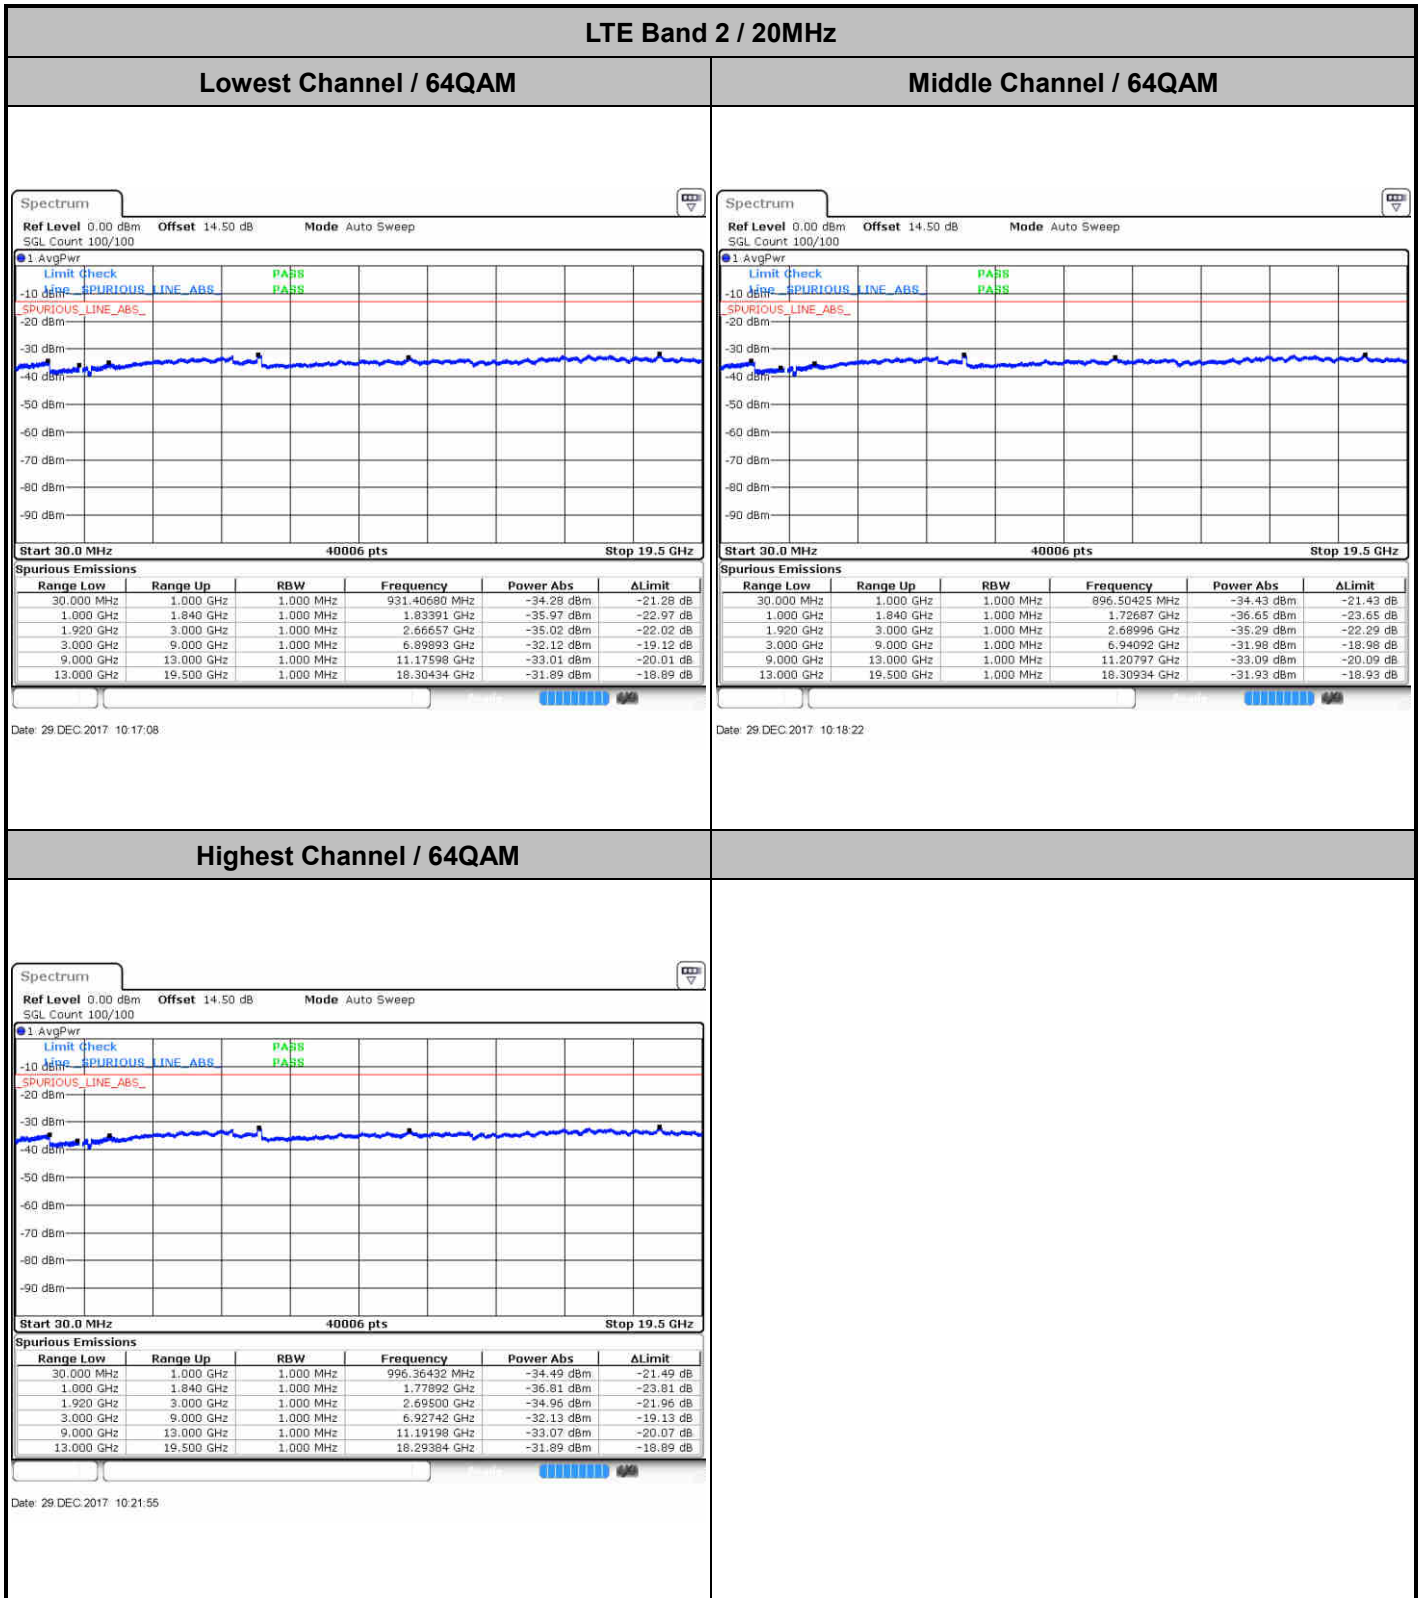 LTE Band 2 / 20MHz
Lowest Channel / 64QAM
Middle Channel / 64QAM
Spectrum
Ref Level 0.00 dBm Offset 14.50 dB Mode Auto Sweep
SGL Count 100/100
1 AvgPwr
Limit Check PASS
-10 dBm Line _SPURIOUS_LINE_ABS_ PASS
_SPURIOUS_LINE_ABS_
-20 dBm
-30 dBm
-40 dBm
-50 dBm
-60 dBm
-70 dBm
-80 dBm
-90 dBm
Start 30.0 MHz 40006 pts Stop 19.5 GHz
Spurious Emissions
Range Low Range Up RBW Frequency Power Abs ΔLimit
30.000 MHz 1.000 GHz 1.000 MHz 931.40680 MHz -34.28 dBm -21.28 dB
1.000 GHz 1.840 GHz 1.000 MHz 1.83391 GHz -35.97 dBm -22.97 dB
1.920 GHz 3.000 GHz 1.000 MHz 2.66657 GHz -35.02 dBm -22.02 dB
3.000 GHz 9.000 GHz 1.000 MHz 6.89893 GHz -32.12 dBm -19.12 dB
9.000 GHz 13.000 GHz 1.000 MHz 11.17598 GHz -33.01 dBm -20.01 dB
13.000 GHz 19.500 GHz 1.000 MHz 18.30434 GHz -31.89 dBm -18.89 dB
Date: 29.DEC.2017 10:17:08
Spectrum
Ref Level 0.00 dBm Offset 14.50 dB Mode Auto Sweep
SGL Count 100/100
1 AvgPwr
Limit Check PASS
-10 dBm Line _SPURIOUS_LINE_ABS_ PASS
_SPURIOUS_LINE_ABS_
-20 dBm
-30 dBm
-40 dBm
-50 dBm
-60 dBm
-70 dBm
-80 dBm
-90 dBm
Start 30.0 MHz 40006 pts Stop 19.5 GHz
Spurious Emissions
Range Low Range Up RBW Frequency Power Abs ΔLimit
30.000 MHz 1.000 GHz 1.000 MHz 896.50425 MHz -34.43 dBm -21.43 dB
1.000 GHz 1.840 GHz 1.000 MHz 1.72687 GHz -36.65 dBm -23.65 dB
1.920 GHz 3.000 GHz 1.000 MHz 2.68996 GHz -35.29 dBm -22.29 dB
3.000 GHz 9.000 GHz 1.000 MHz 6.94092 GHz -31.98 dBm -18.98 dB
9.000 GHz 13.000 GHz 1.000 MHz 11.20797 GHz -33.09 dBm -20.09 dB
13.000 GHz 19.500 GHz 1.000 MHz 18.30934 GHz -31.93 dBm -18.93 dB
Date: 29.DEC.2017 10:18:22
Highest Channel / 64QAM
Spectrum
Ref Level 0.00 dBm Offset 14.50 dB Mode Auto Sweep
SGL Count 100/100
1 AvgPwr
Limit Check PASS
-10 dBm Line _SPURIOUS_LINE_ABS_ PASS
_SPURIOUS_LINE_ABS_
-20 dBm
-30 dBm
-40 dBm
-50 dBm
-60 dBm
-70 dBm
-80 dBm
-90 dBm
Start 30.0 MHz 40006 pts Stop 19.5 GHz
Spurious Emissions
Range Low Range Up RBW Frequency Power Abs ΔLimit
30.000 MHz 1.000 GHz 1.000 MHz 996.36432 MHz -34.49 dBm -21.49 dB
1.000 GHz 1.840 GHz 1.000 MHz 1.77892 GHz -36.81 dBm -23.81 dB
1.920 GHz 3.000 GHz 1.000 MHz 2.69500 GHz -34.96 dBm -21.96 dB
3.000 GHz 9.000 GHz 1.000 MHz 6.92742 GHz -32.13 dBm -19.13 dB
9.000 GHz 13.000 GHz 1.000 MHz 11.19198 GHz -33.07 dBm -20.07 dB
13.000 GHz 19.500 GHz 1.000 MHz 18.29384 GHz -31.89 dBm -18.89 dB
Date: 29.DEC.2017 10:21:55